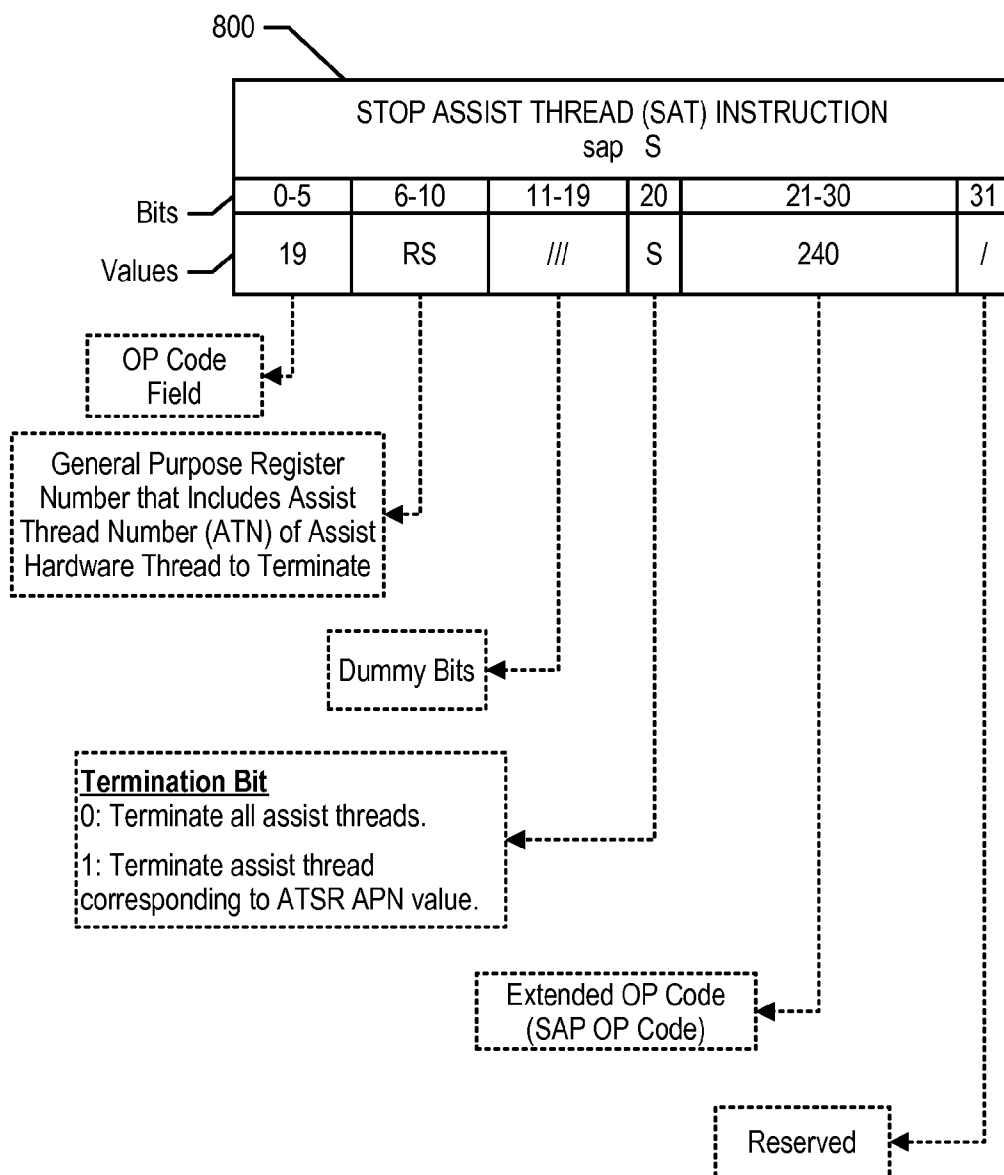 800
STOP ASSIST THREAD (SAT) INSTRUCTION
sap S
Bits 0-5 6-10 11-19 20 21-30 31
Values 19 RS /// S 240 /
OP Code
Field
General Purpose Register
Number that Includes Assist
Thread Number (ATN) of Assist
Hardware Thread to Terminate
Dummy Bits
Termination Bit
0: Terminate all assist threads.
1: Terminate assist thread
corresponding to ATSR APN value.
Extended OP Code
(SAP OP Code)
Reserved